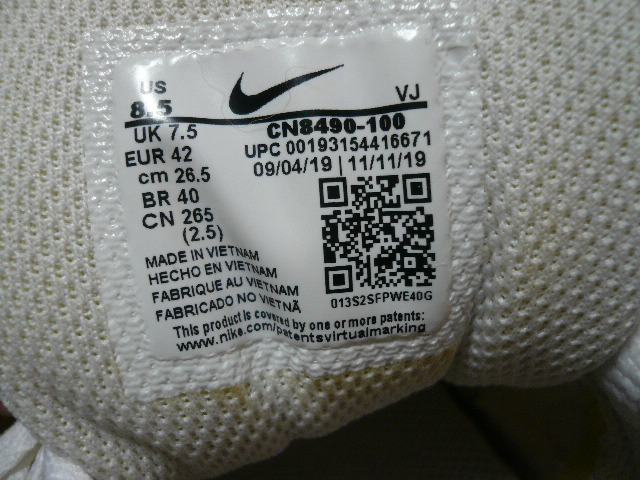 US
8.5
UK 7.5
EUR 42
cm 26.5
BR 40
CN 265
(2.5)
VJ
CN8490-100
UPC 00193154416671
09/04/19 | 11/11/19
013S2SFPWE40G
MADE IN VIETNAM
HECHO EN VIETNAM
FABRIQUE AU VIETNAM
FABRICADO NO VIETNÃ
This product is covered by one or more patents:
www.nike.com/patentsvirtualmarking